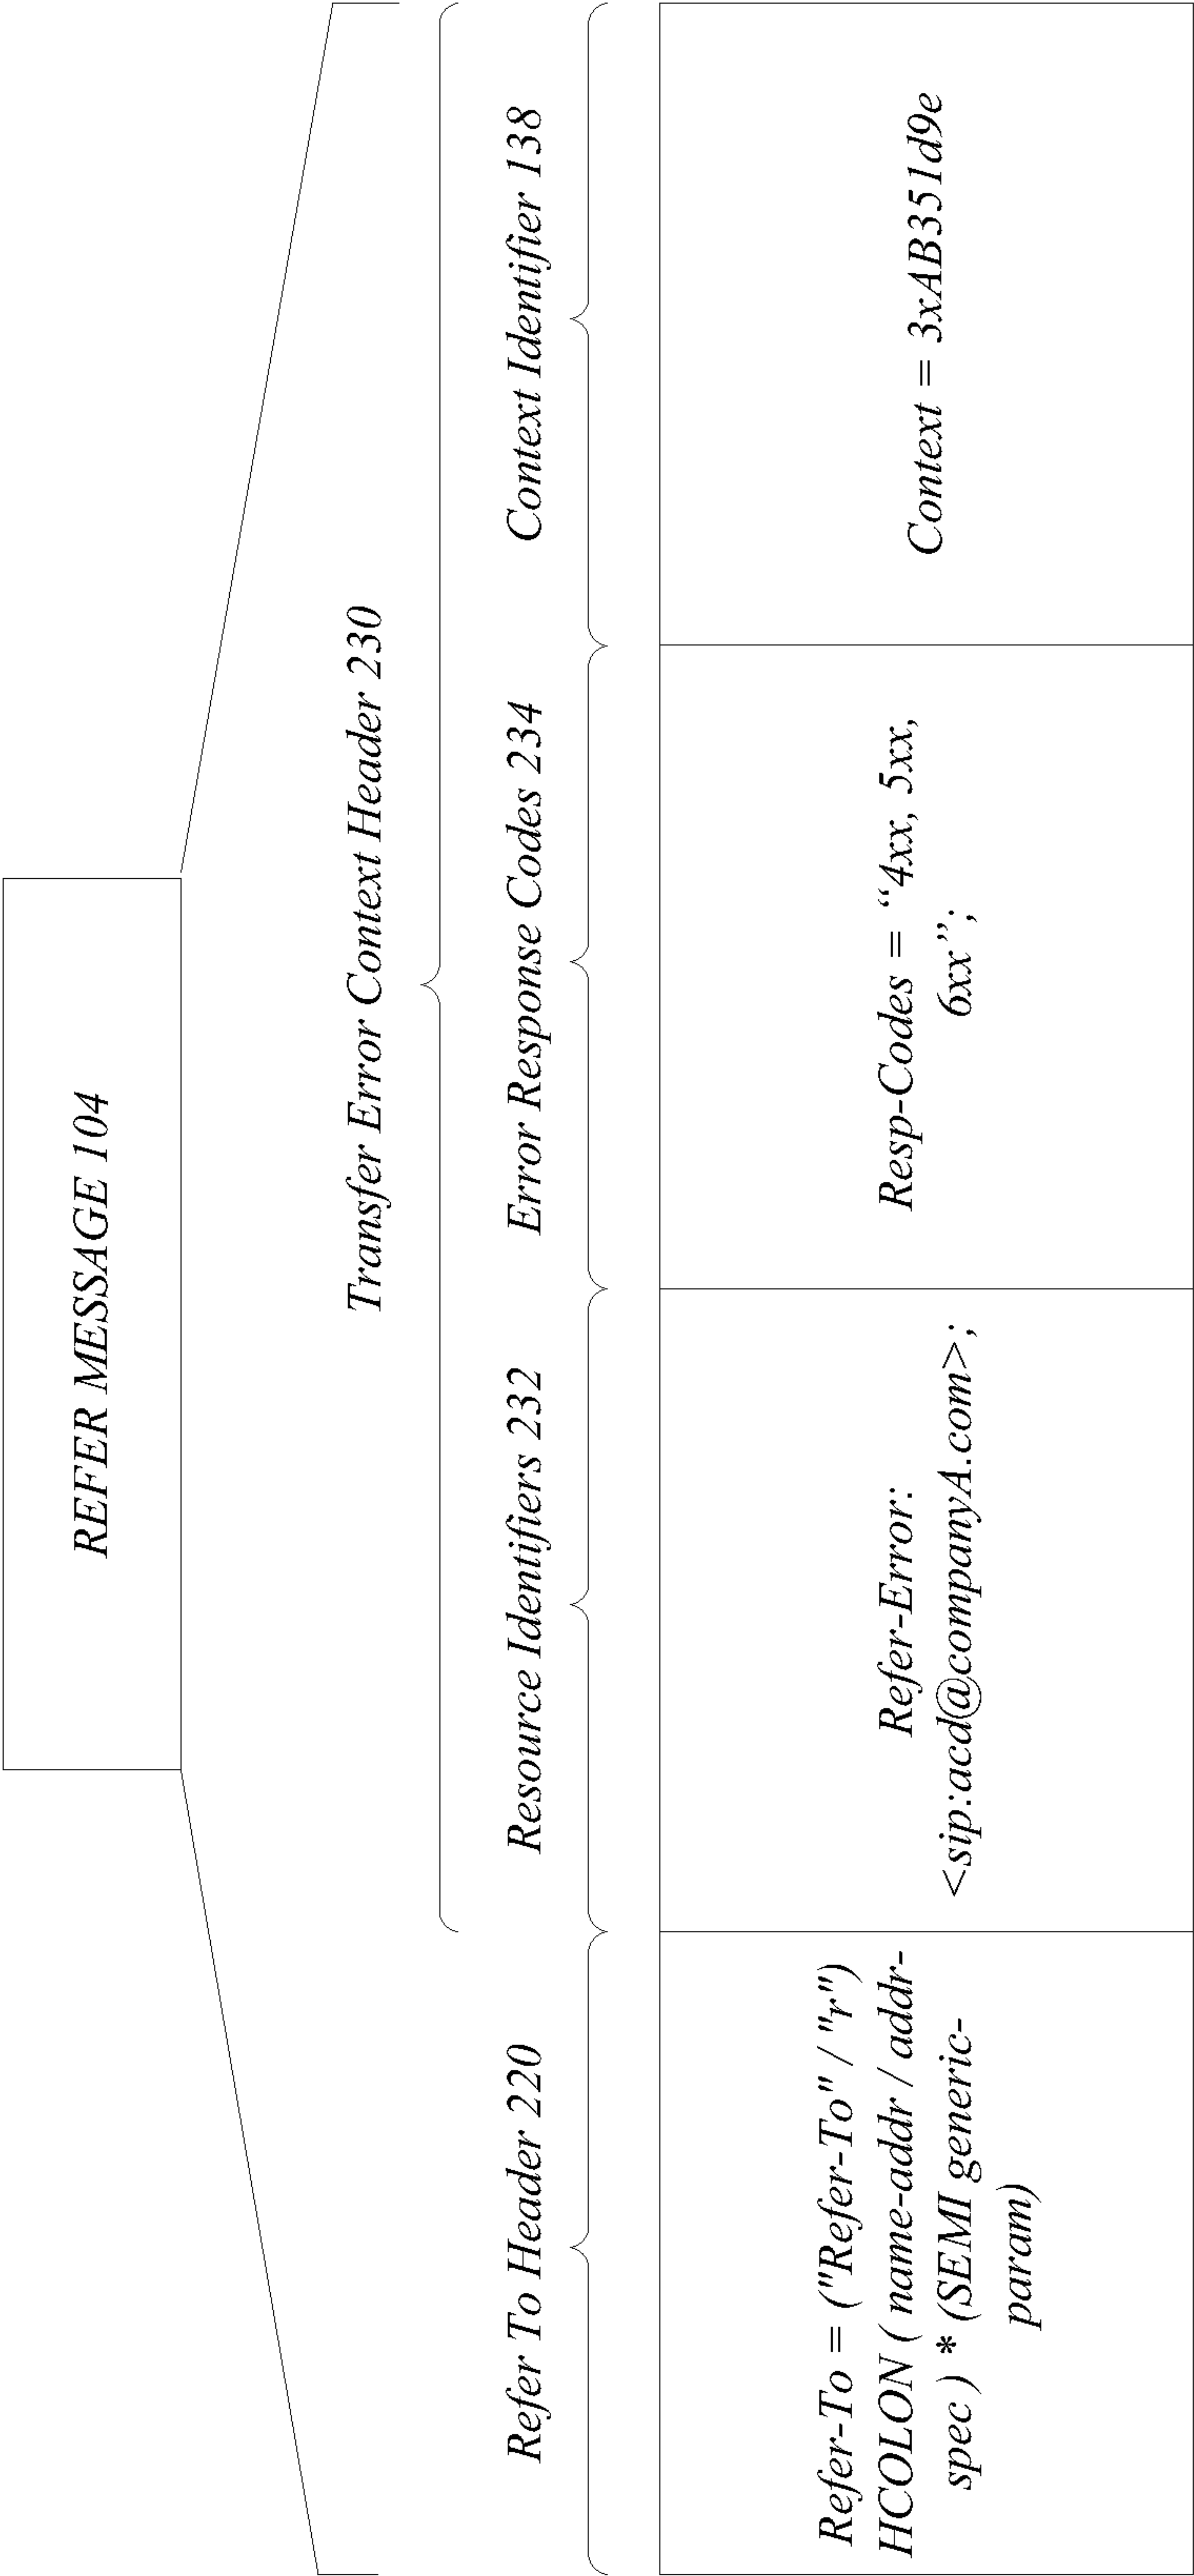 REFER MESSAGE 104
Transfer Error Context Header 230
Refer To Header 220
Resource Identifiers 232
Error Response Codes 234
Context Identifier 138
Refer-To = ("Refer-To" / "r")
HCOLON ( name-addr / addr-
spec ) * (SEMI generic-
param)
Refer-Error:
<sip:acd@companyA.com>;
Resp-Codes = “4xx, 5xx,
6xx”;
Context = 3xAB351d9e